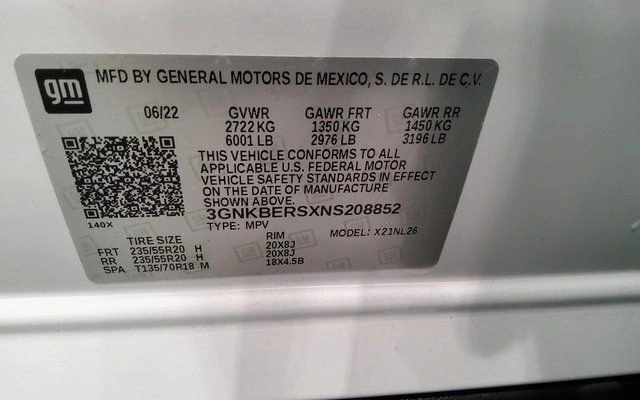 gm
MFD BY GENERAL MOTORS DE MEXICO, S. DE R.L. DE C.V.
06/22 GVWR GAWR FRT GAWR RR
2722 KG 1350 KG 1450 KG
6001 LB 2976 LB 3196 LB
THIS VEHICLE CONFORMS TO ALL
APPLICABLE U.S. FEDERAL MOTOR
VEHICLE SAFETY STANDARDS IN EFFECT
ON THE DATE OF MANUFACTURE
SHOWN ABOVE.
3GNKBERSXNS208852
140X TYPE: MPV MODEL: X21NL26
TIRE SIZE RIM
FRT 235/55R20 H 20X8J
RR 235/55R20 H 20X8J
SPA T135/70R18 M 18X4.5B